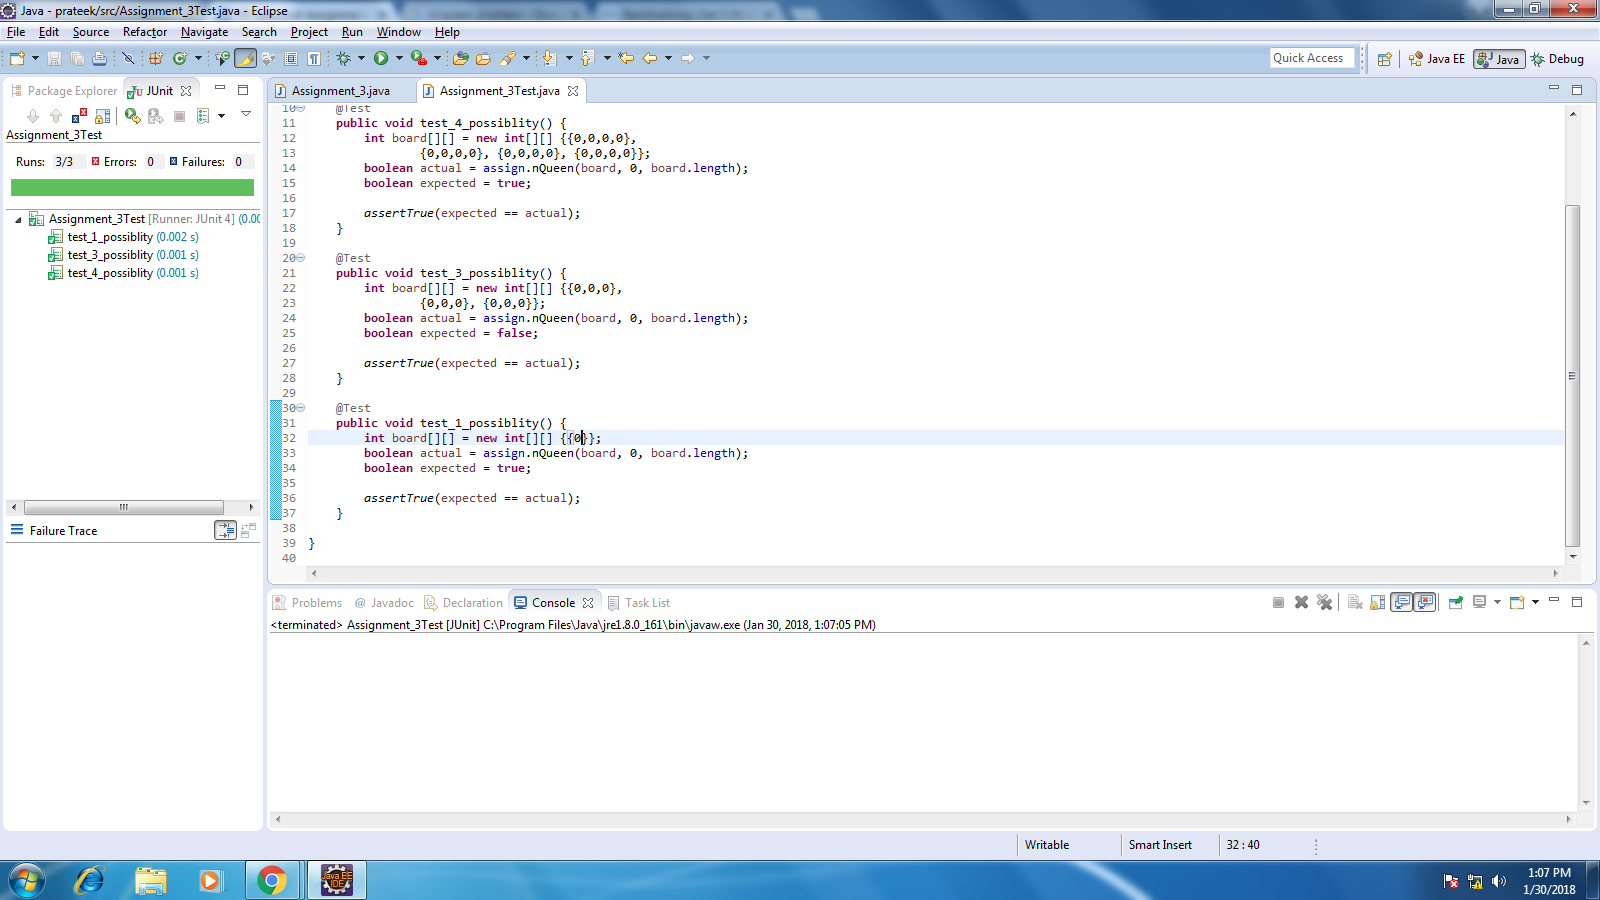 Java - prateek/src/Assignment_3Test.java - Eclipse
File Edit Source Refactor Navigate Search Project Run Window Help
Quick Access Java EE Java Debug
Package Explorer JUnit
Assignment_3.java Assignment_3Test.java
Assignment_3Test
Runs: 3/3 Errors: 0 Failures: 0
Assignment_3Test [Runner: JUnit 4] (0.00
test_1_possiblity (0.002 s)
test_3_possiblity (0.001 s)
test_4_possiblity (0.001 s)
Failure Trace
10 @Test
11 public void test_4_possiblity() {
12 int board[][] = new int[][] {{0,0,0,0},
13 {0,0,0,0}, {0,0,0,0}, {0,0,0,0}};
14 boolean actual = assign.nQueen(board, 0, board.length);
15 boolean expected = true;
16
17 assertTrue(expected == actual);
18 }
19
20 @Test
21 public void test_3_possiblity() {
22 int board[][] = new int[][] {{0,0,0},
23 {0,0,0}, {0,0,0}};
24 boolean actual = assign.nQueen(board, 0, board.length);
25 boolean expected = false;
26
27 assertTrue(expected == actual);
28 }
29
30 @Test
31 public void test_1_possiblity() {
32 int board[][] = new int[][] {{0}};
33 boolean actual = assign.nQueen(board, 0, board.length);
34 boolean expected = true;
35
36 assertTrue(expected == actual);
37 }
38
39 }
40
Problems @ Javadoc Declaration Console Task List
<terminated> Assignment_3Test [JUnit] C:\Program Files\Java\jre1.8.0_161\bin\javaw.exe (Jan 30, 2018, 1:07:05 PM)
Writable Smart Insert 32 : 40
Java EE
IDE
1:07 PM
1/30/2018